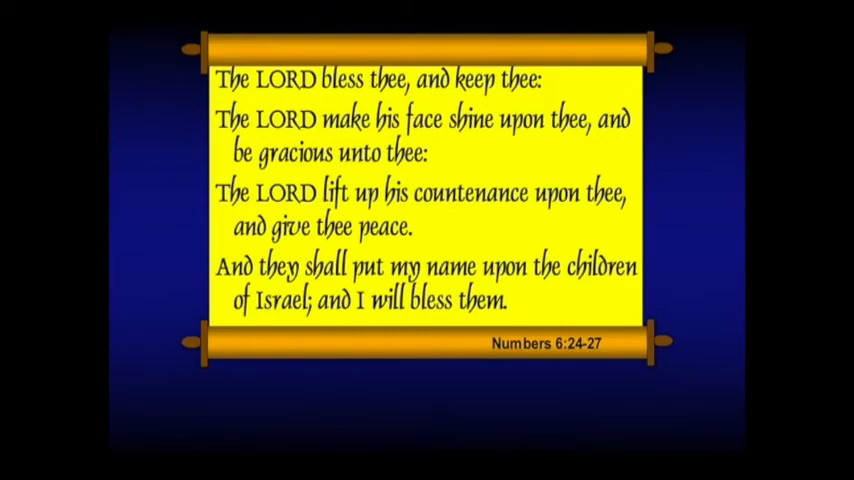 The LORD bless thee, and keep thee:
The LORD make his face shine upon thee, and
be gracious unto thee:
The LORD lift up his countenance upon thee,
and give thee peace.
And they shall put my name upon the children
of Israel; and I will bless them.
Numbers 6:24-27